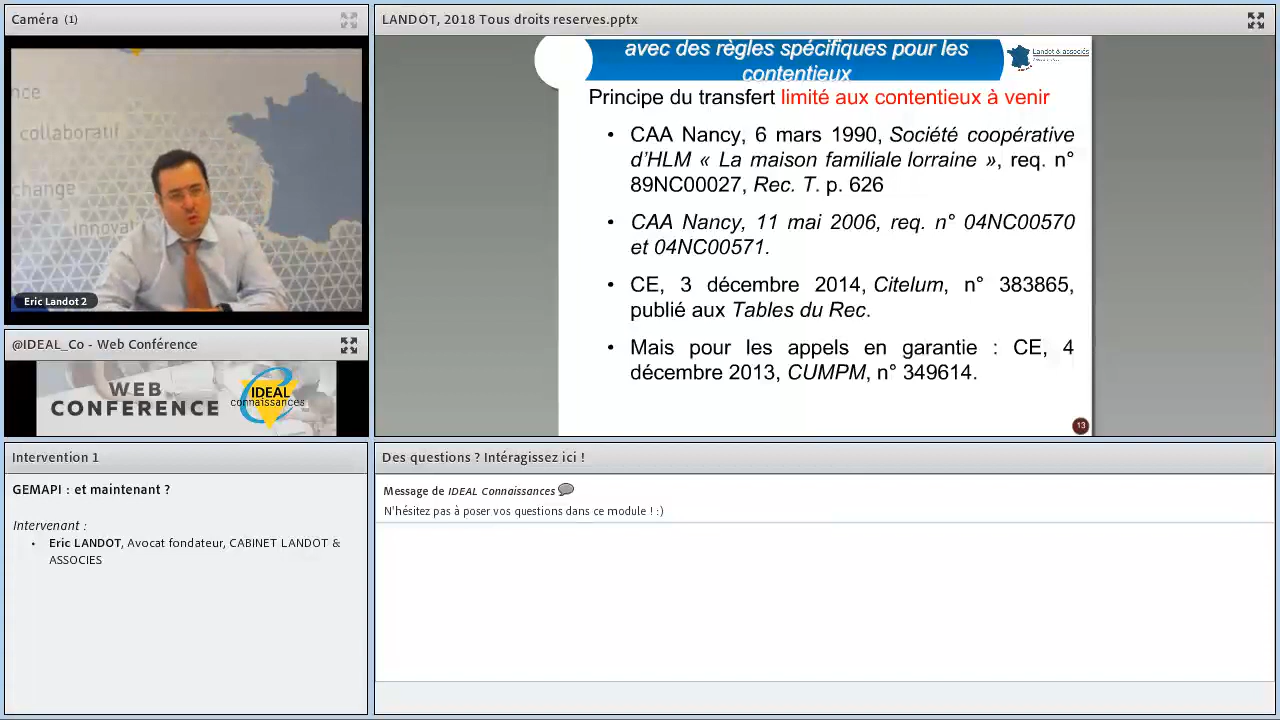 Caméra (1)
nce
collaboratif
change
innova
Eric Landot 2
@IDEAL_Co - Web Conférence
WEB
CONFERENCE
IDEAL
connaissances
Intervention 1
GEMAPI : et maintenant ?
Intervenant :
• Eric LANDOT, Avocat fondateur, CABINET LANDOT &
ASSOCIES
LANDOT, 2018 Tous droits reserves.pptx
avec des règles spécifiques pour les
contentieux
Landot & associés
Principe du transfert limité aux contentieux à venir
• CAA Nancy, 6 mars 1990, Société coopérative
d'HLM « La maison familiale lorraine », req. n°
89NC00027, Rec. T. p. 626
• CAA Nancy, 11 mai 2006, req. n° 04NC00570
et 04NC00571.
• CE, 3 décembre 2014, Citelum, n° 383865,
publié aux Tables du Rec.
• Mais pour les appels en garantie : CE, 4
décembre 2013, CUMPM, n° 349614.
13
Des questions ? Intéragissez ici !
Message de IDEAL Connaissances
N'hésitez pas à poser vos questions dans ce module ! :)